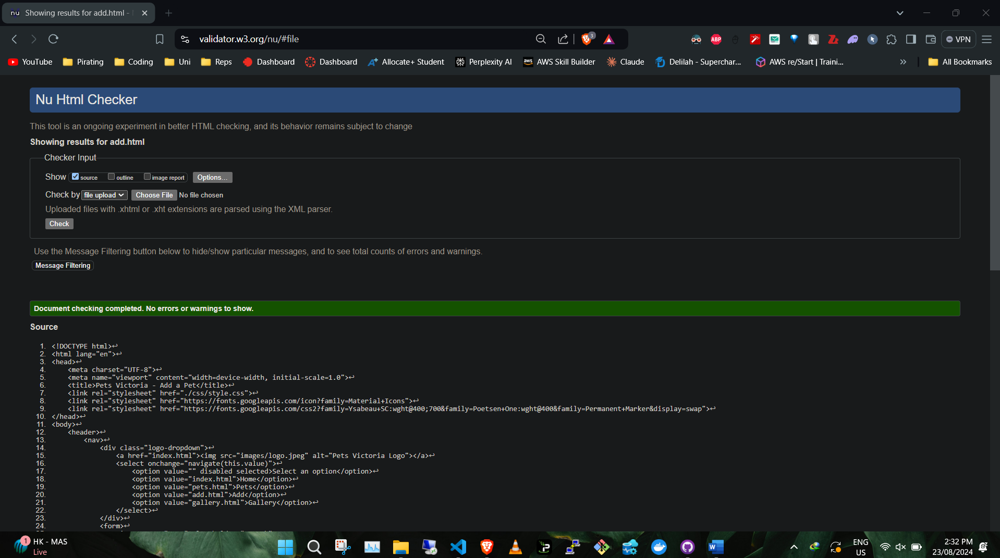 nu Showing results for add.html -
validator.w3.org/nu/#file
3
ABP
VPN
YouTube
Pirating
Coding
Uni
Reps
Dashboard
Dashboard
A+ Allocate+ Student
Perplexity AI
aws AWS Skill Builder
Claude
Delilah - Superchar...
AWS re/Start | Traini...
All Bookmarks
Nu Html Checker
This tool is an ongoing experiment in better HTML checking, and its behavior remains subject to change
Showing results for add.html
Checker Input
Show source outline image report Options...
Check by file upload Choose File No file chosen
Uploaded files with .xhtml or .xht extensions are parsed using the XML parser.
Check
Use the Message Filtering button below to hide/show particular messages, and to see total counts of errors and warnings.
Message Filtering
Document checking completed. No errors or warnings to show.
Source
1. <!DOCTYPE html>↩
2. <html lang="en">↩
3. <head>↩
4. <meta charset="UTF-8">↩
5. <meta name="viewport" content="width=device-width, initial-scale=1.0">↩
6. <title>Pets Victoria - Add a Pet</title>↩
7. <link rel="stylesheet" href="./css/style.css">↩
8. <link rel="stylesheet" href="https://fonts.googleapis.com/icon?family=Material+Icons">↩
9. <link rel="stylesheet" href="https://fonts.googleapis.com/css2?family=Ysabeau+SC:wght@400;700&family=Poetsen+One:wght@400&family=Permanent+Marker&display=swap">↩
10. </head>↩
11. <body>↩
12. <header>↩
13. <nav>↩
14. <div class="logo-dropdown">↩
15. <a href="index.html"><img src="images/logo.jpeg" alt="Pets Victoria Logo"></a>↩
16. <select onchange="navigate(this.value)">↩
17. <option value="" disabled selected>Select an option</option>↩
18. <option value="index.html">Home</option>↩
19. <option value="pets.html">Pets</option>↩
20. <option value="add.html">Add</option>↩
21. <option value="gallery.html">Gallery</option>↩
22. </select>↩
23. </div>↩
24. <form>↩
1 HK - MAS
Live
ENG
US
2:32 PM
23/08/2024